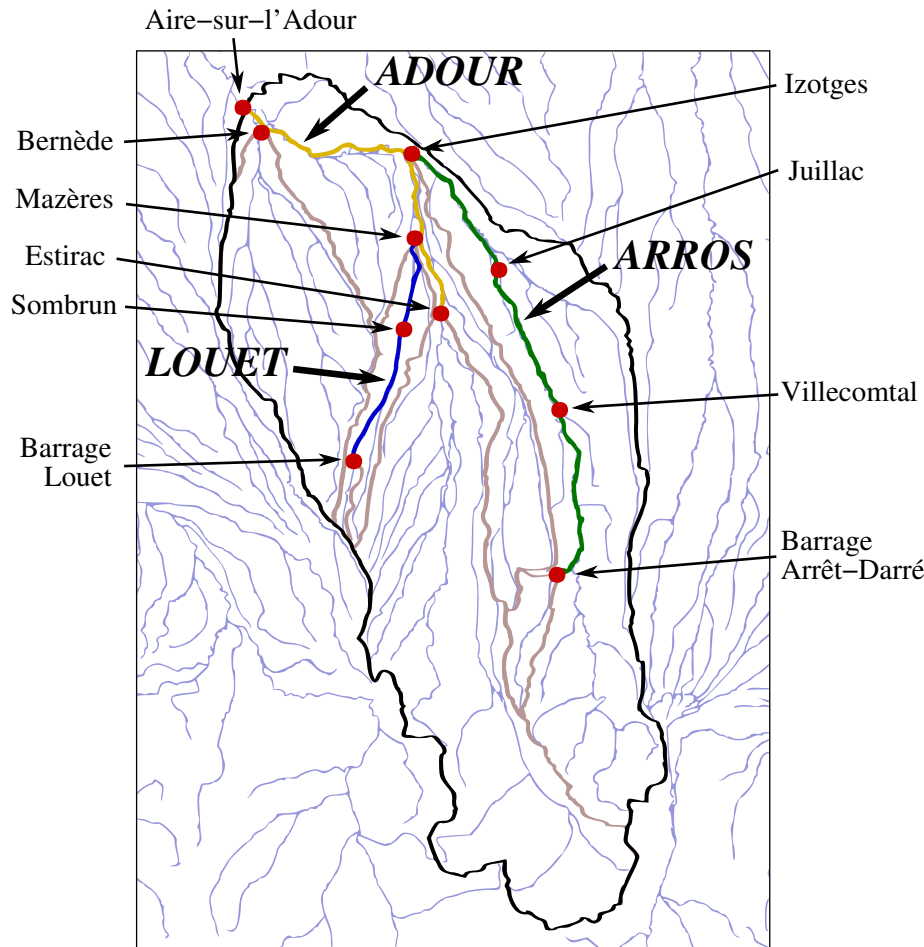 Aire−sur−l'Adour
ADOUR
Izotges
Bernède
Juillac
Mazères
Estirac
ARROS
Sombrun
LOUET
Villecomtal
Barrage
Louet
Barrage
Arrêt−Darré